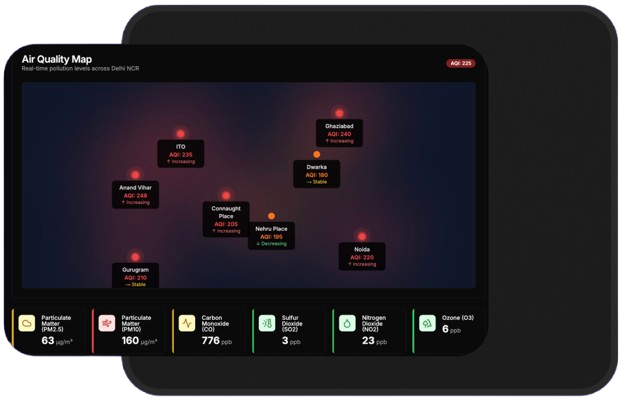 Air Quality Map
Real-time pollution levels across Delhi NCR
AQI: 225
Ghaziabad
AQI: 240
↑ Increasing
ITO
AQI: 235
↑ Increasing
Dwarka
AQI: 180
→ Stable
Anand Vihar
AQI: 248
↑ Increasing
Connaught
Place
AQI: 205
↑ Increasing
Nehru Place
AQI: 195
↓ Decreasing
Noida
AQI: 220
↑ Increasing
Gurugram
AQI: 210
→ Stable
Particulate
Matter
(PM2.5)
63 µg/m³
Particulate
Matter
(PM10)
160 µg/m³
Carbon
Monoxide
(CO)
776 ppb
Sulfur
Dioxide
(SO2)
3 ppb
Nitrogen
Dioxide
(NO2)
23 ppb
Ozone (O3)
6 ppb